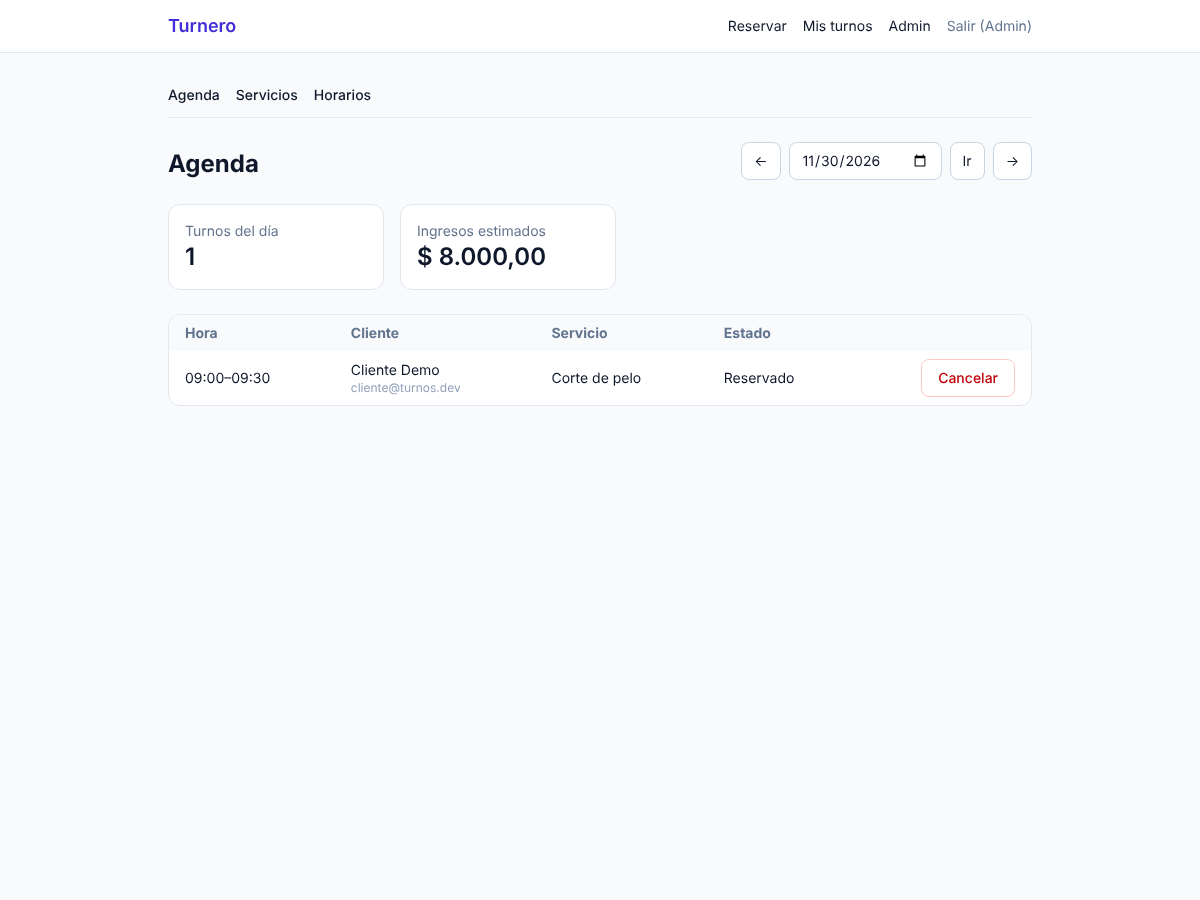 Turnero
Reservar Mis turnos Admin Salir (Admin)
Agenda Servicios Horarios
Agenda
← 11/30/2026 Ir →
Turnos del día
1
Ingresos estimados
$ 8.000,00
Hora Cliente Servicio Estado
09:00–09:30 Cliente Demo Corte de pelo Reservado Cancelar
cliente@turnos.dev